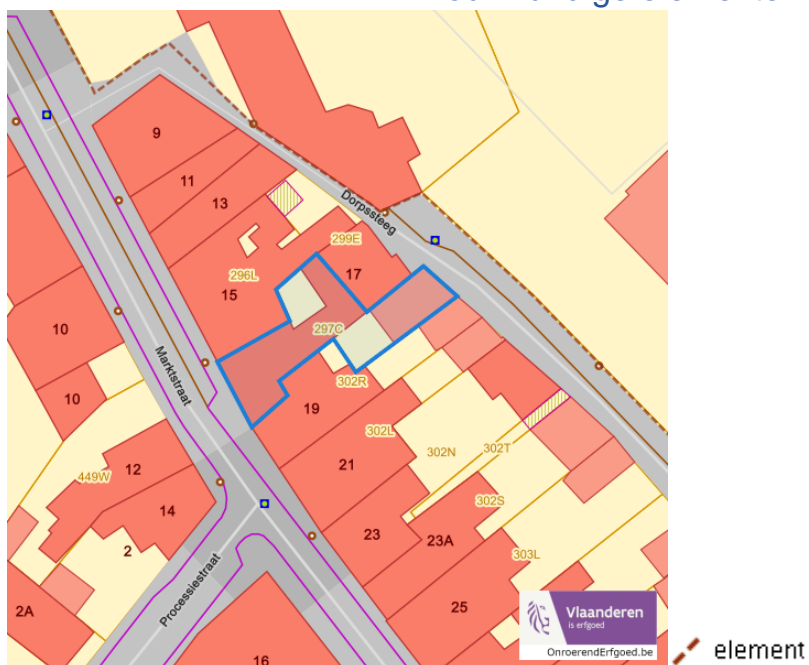 9
11
13
Dorpssteeg
299E
17
296L
15
10
297C
Marktstraat
302R
10
19
302L
302N
302T
12
21
449W
14
302S
23
23A
2
303L
Processiestraat
25
2A
16
Vlaanderen
is erfgoed
OnroerendErfgoed.be
element